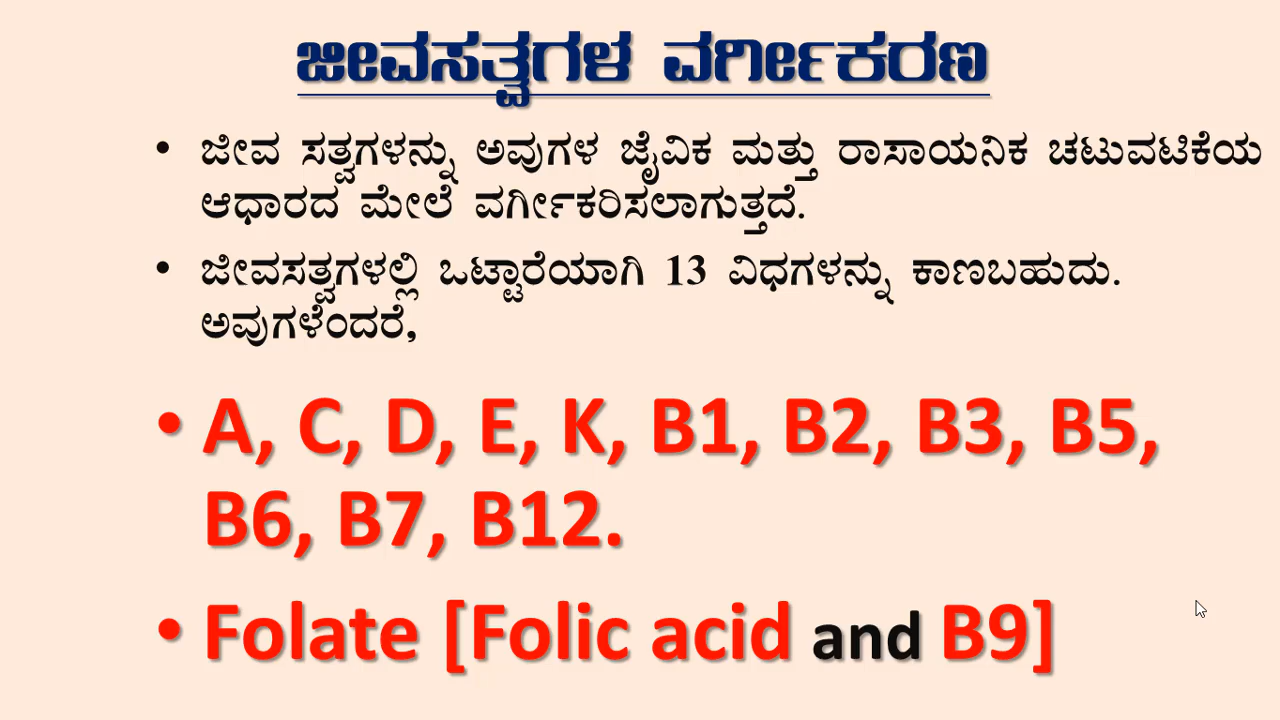 ಜೀವಸತ್ವಗಳ ವರ್ಗೀಕರಣ
• ಜೀವ ಸತ್ವಗಳನ್ನು ಅವುಗಳ ಜೈವಿಕ ಮತ್ತು ರಾಸಾಯನಿಕ ಚಟುವಟಿಕೆಯ
ಆಧಾರದ ಮೇಲೆ ವರ್ಗೀಕರಿಸಲಾಗುತ್ತದೆ.
• ಜೀವಸತ್ವಗಳಲ್ಲಿ ಒಟ್ಟಾರೆಯಾಗಿ 13 ವಿಧಗಳನ್ನು ಕಾಣಬಹುದು.
ಅವುಗಳೆಂದರೆ,
• A, C, D, E, K, B1, B2, B3, B5,
B6, B7, B12.
• Folate [Folic acid and B9]